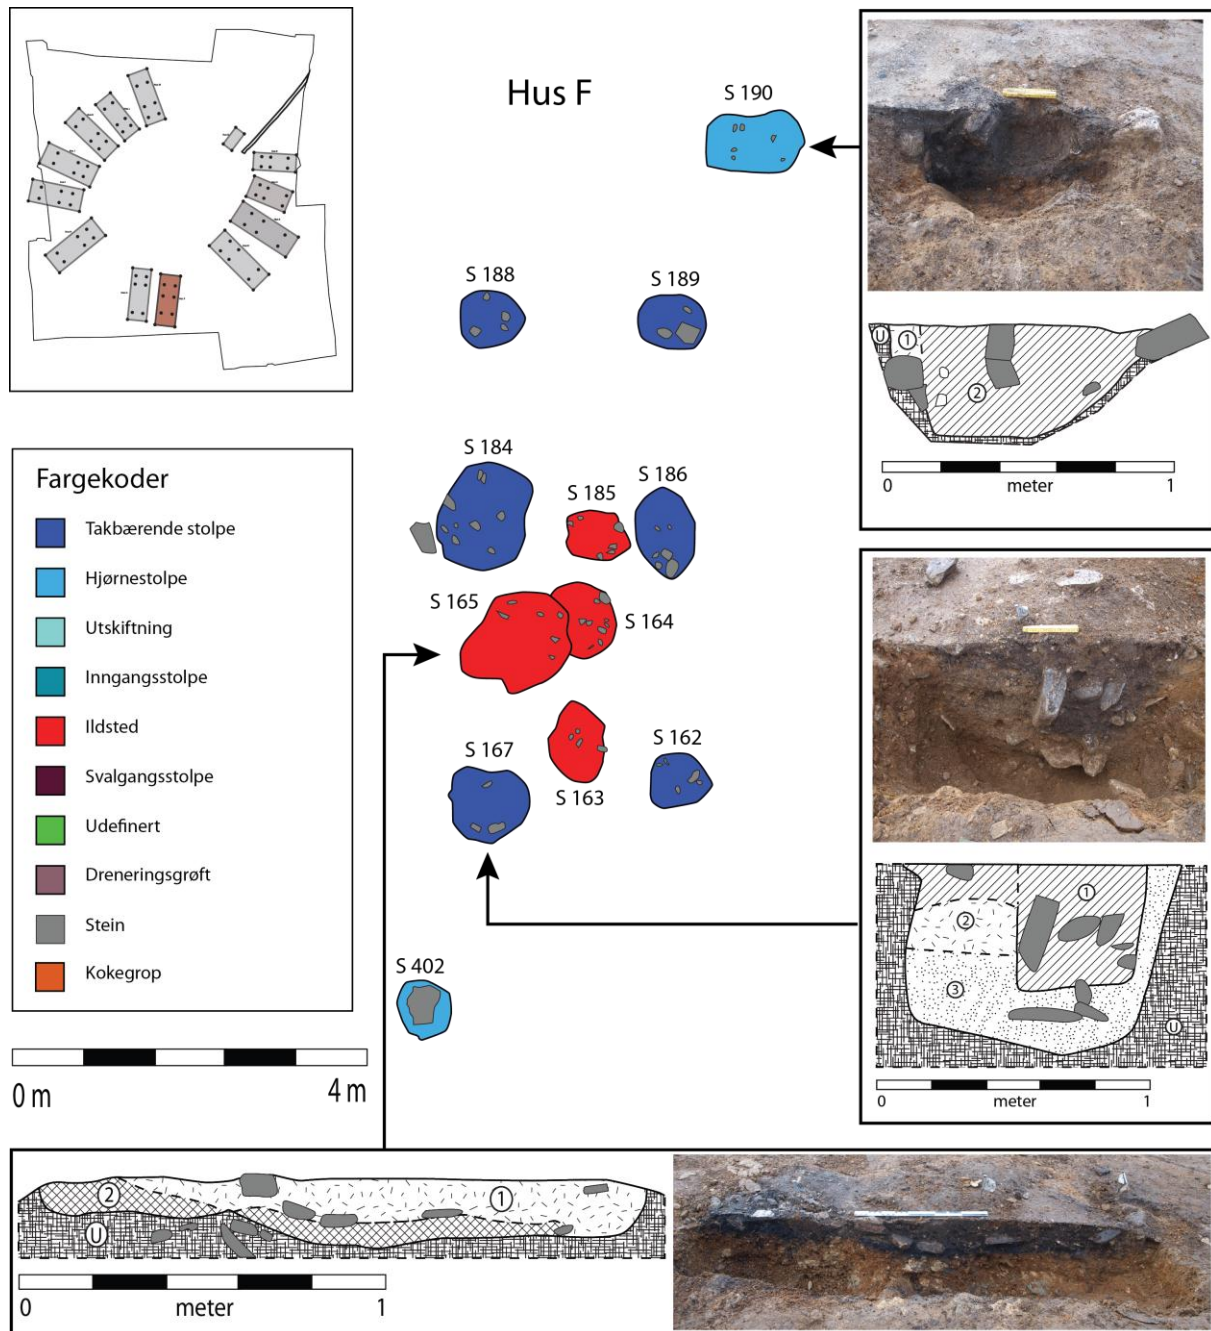 Hus F
S 190
S 188
S 189
S 184
S 185
S 186
S 165
S 164
S 167
S 163
S 162
S 402
Fargekoder
Takbærende stolpe
Hjørnestolpe
Utskiftning
Inngangsstolpe
Ildsted
Svalgangsstolpe
Udefinert
Dreneringsgrøft
Stein
Kokegrop
0 m 4 m
U 1
2
0 meter 1
1
2
3
U
0 meter 1
2 1
U
0 meter 1